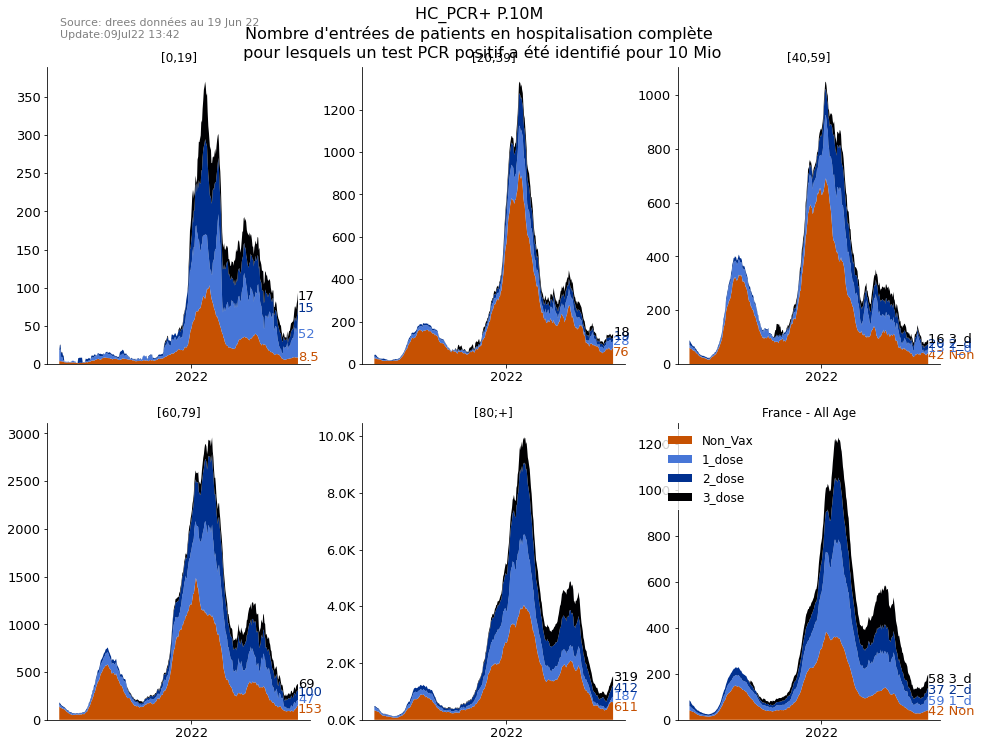 HC_PCR+ P.10M
Source: drees données au 19 Jun 22
Update:09Jul22 13:42
Nombre d'entrées de patients en hospitalisation complète
pour lesquels un test PCR positif a été identifié pour 10 Mio
[0,19]
350
300
250
200
150
100
50
0
2022
17
15
52
8.5
[20,39]
1200
1000
800
600
400
200
0
2022
18
28
76
[40,59]
1000
800
600
400
200
0
2022
16 3_d
42 Non
[60,79]
3000
2500
2000
1500
1000
500
0
2022
69
100
47
153
[80;+]
10.0K
8.0K
6.0K
4.0K
2.0K
0.0K
2022
319
412
187
611
France - All Age
Non_Vax
1_dose
2_dose
3_dose
800
600
400
200
0
2022
58 3_d
37 2_d
59 1_d
42 Non